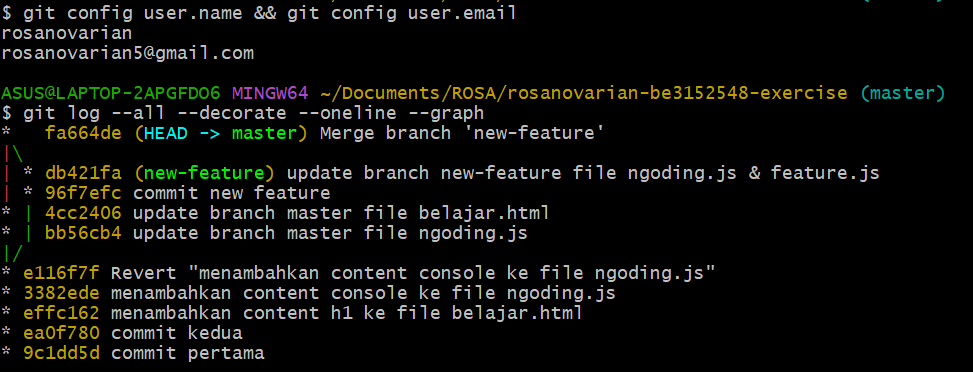 $ git config user.name && git config user.email
rosanovarian
rosanovarian5@gmail.com
ASUS@LAPTOP-2APGFDO6 MINGW64 ~/Documents/ROSA/rosanovarian-be3152548-exercise (master)
$ git log --all --decorate --oneline --graph
*   fa664de (HEAD -> master) Merge branch 'new-feature'
|\
| * db421fa (new-feature) update branch new-feature file ngoding.js & feature.js
| * 96f7efc commit new feature
* | 4cc2406 update branch master file belajar.html
* | bb56cb4 update branch master file ngoding.js
|/
* e116f7f Revert "menambahkan content console ke file ngoding.js"
* 3382ede menambahkan content console ke file ngoding.js
* effc162 menambahkan content h1 ke file belajar.html
* ea0f780 commit kedua
* 9c1dd5d commit pertama